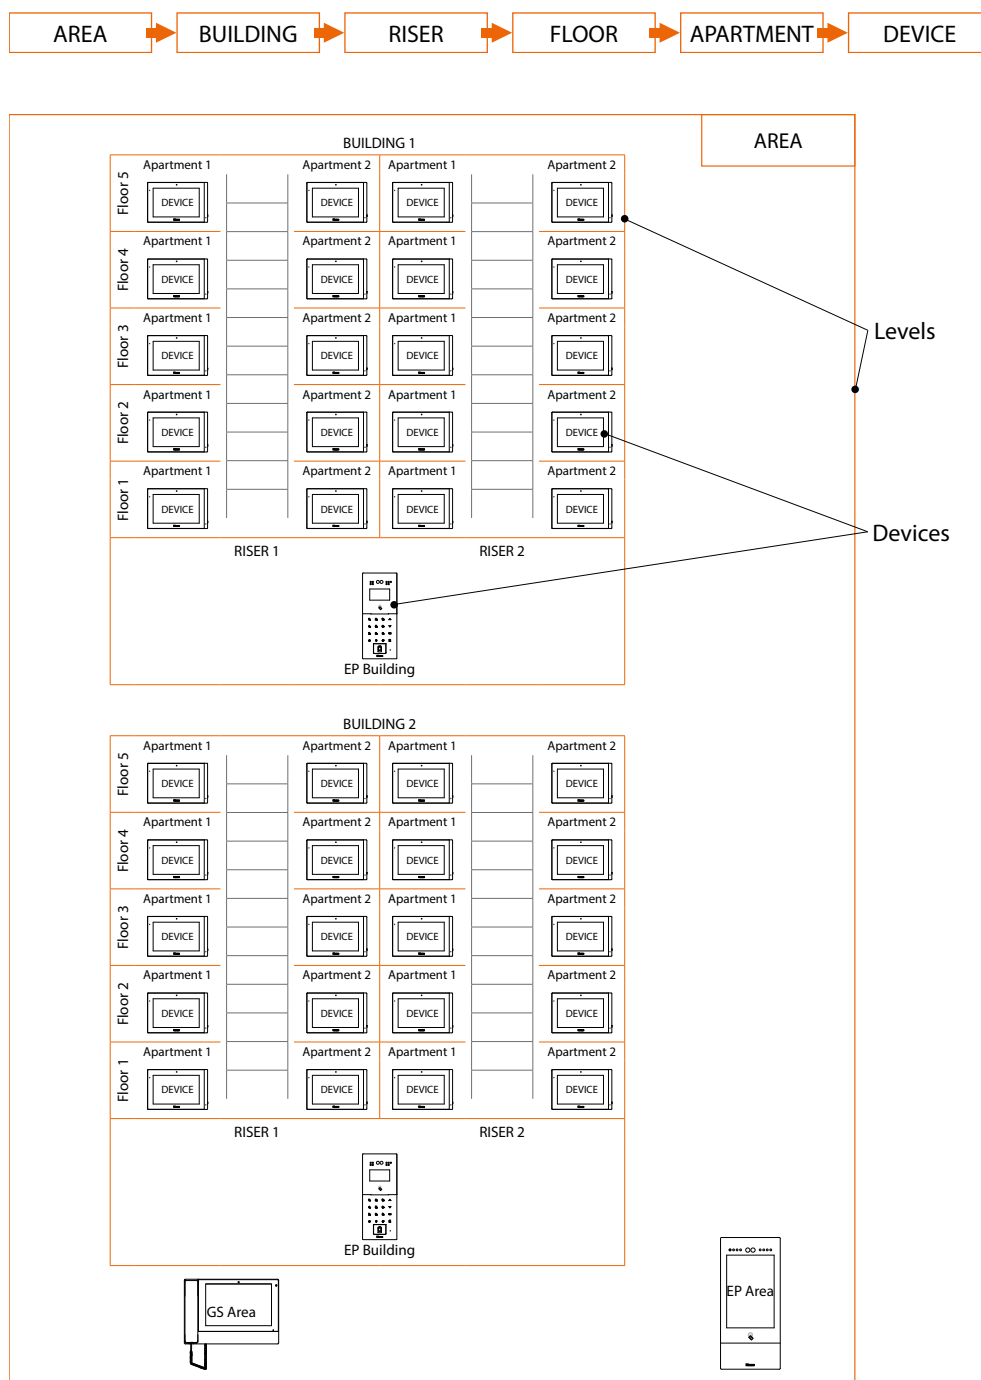 AREA BUILDING RISER FLOOR APARTMENT DEVICE
AREA
BUILDING 1
Floor 5 Apartment 1 Apartment 2 Apartment 1 Apartment 2
DEVICE DEVICE DEVICE DEVICE
Floor 4 Apartment 1 Apartment 2 Apartment 1 Apartment 2
DEVICE DEVICE DEVICE DEVICE
Floor 3 Apartment 1 Apartment 2 Apartment 1 Apartment 2
Levels
DEVICE DEVICE DEVICE DEVICE
Floor 2 Apartment 1 Apartment 2 Apartment 1 Apartment 2
DEVICE DEVICE DEVICE DEVICE
Floor 1 Apartment 1 Apartment 2 Apartment 1 Apartment 2
DEVICE DEVICE DEVICE DEVICE
Devices
RISER 1 RISER 2
EP Building
BUILDING 2
Floor 5 Apartment 1 Apartment 2 Apartment 1 Apartment 2
DEVICE DEVICE DEVICE DEVICE
Floor 4 Apartment 1 Apartment 2 Apartment 1 Apartment 2
DEVICE DEVICE DEVICE DEVICE
Floor 3 Apartment 1 Apartment 2 Apartment 1 Apartment 2
DEVICE DEVICE DEVICE DEVICE
Floor 2 Apartment 1 Apartment 2 Apartment 1 Apartment 2
DEVICE DEVICE DEVICE DEVICE
Floor 1 Apartment 1 Apartment 2 Apartment 1 Apartment 2
DEVICE DEVICE DEVICE DEVICE
RISER 1 RISER 2
EP Building
GS Area
EP Area